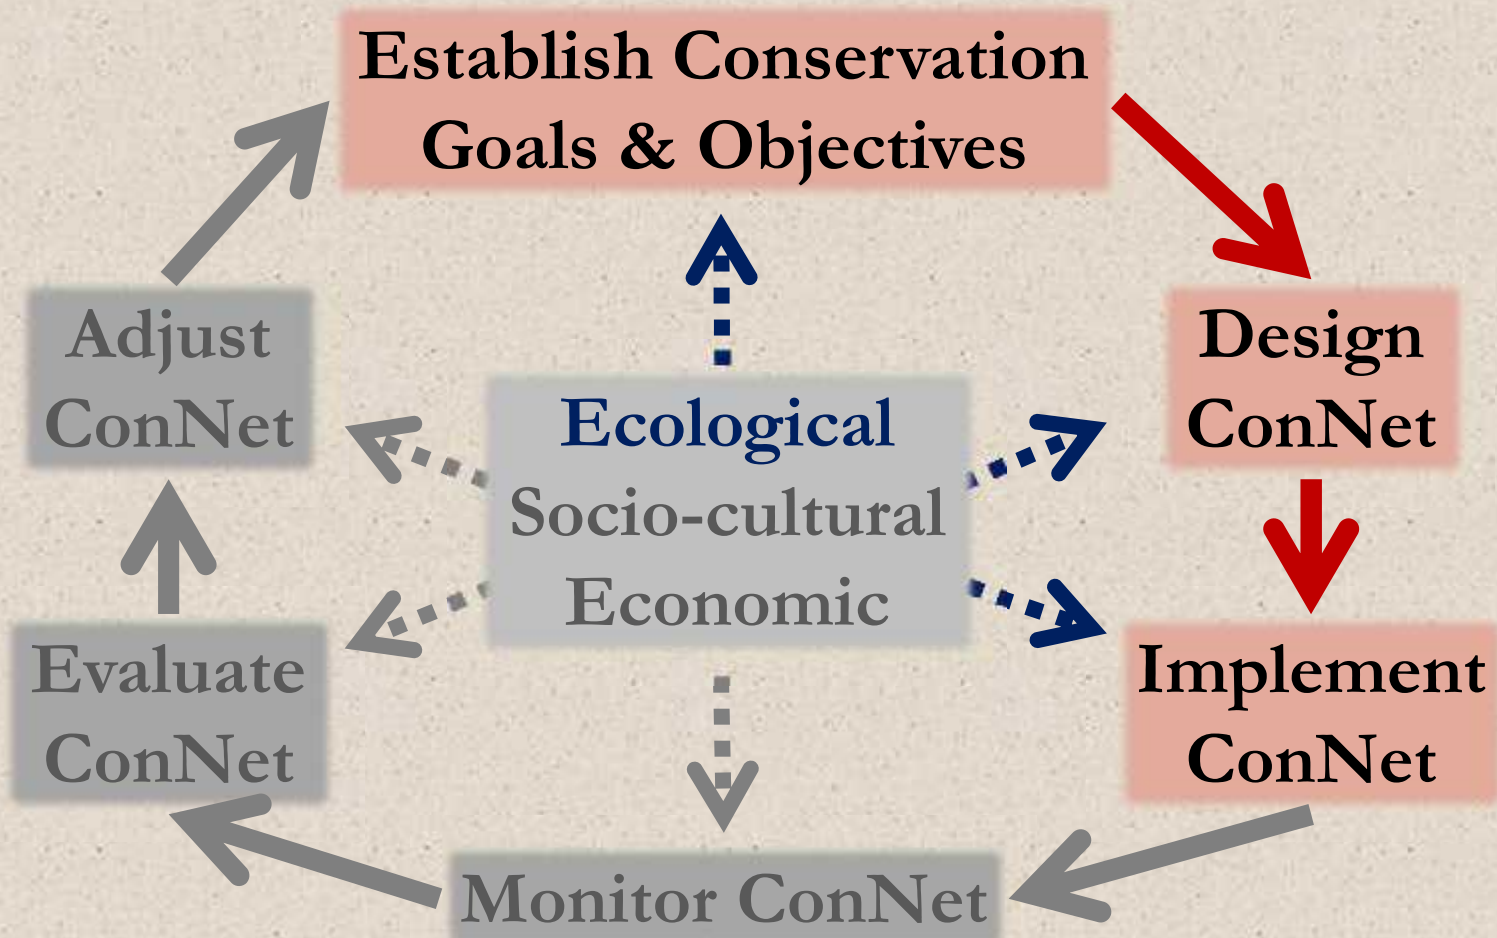 Establish Conservation
Goals & Objectives
Adjust
ConNet
Design
ConNet
Ecological
Socio-cultural
Economic
Evaluate
ConNet
Implement
ConNet
Monitor ConNet